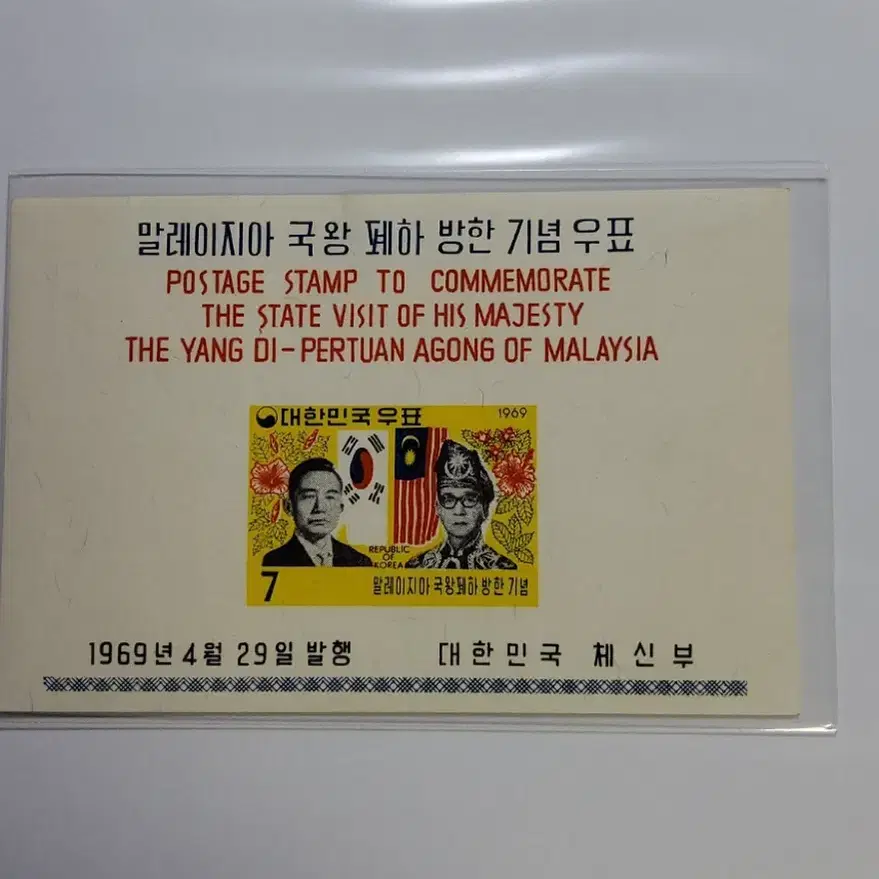 말레이지아 국왕 폐하 방한 기념 우표
POSTAGE STAMP TO COMMEMORATE
THE STATE VISIT OF HIS MAJESTY
THE YANG DI-PERTUAN AGONG OF MALAYSIA
대한민국우표 1969
REPUBLIC
OF
KOREA
7 말레이지아 국왕폐하 방한 기념
1969년 4월 29일 발행 대한민국 체신부